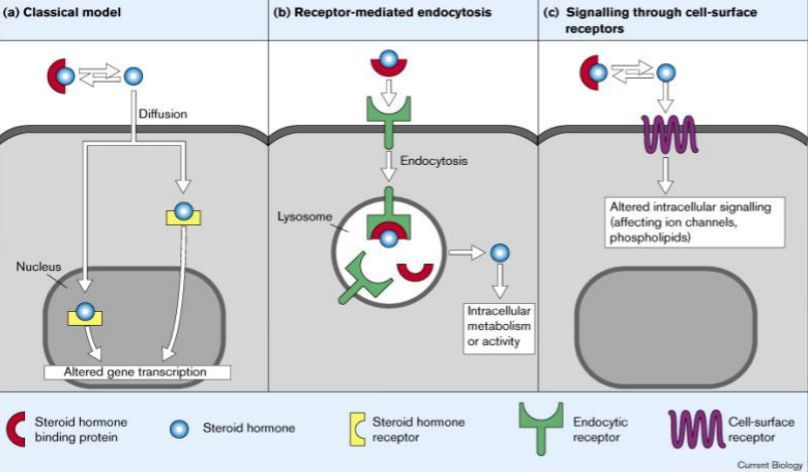 (a) Classical model
(b) Receptor-mediated endocytosis
(c) Signalling through cell-surface
receptors
Diffusion
Nucleus
Altered gene transcription
Endocytosis
Lysosome
Intracellular
metabolism
or activity
Altered intracellular signalling
(affecting ion channels,
phospholipids)
Steroid hormone
binding protein
Steroid hormone
Steroid hormone
receptor
Endocytic
receptor
Cell-surface
receptor
Current Biology